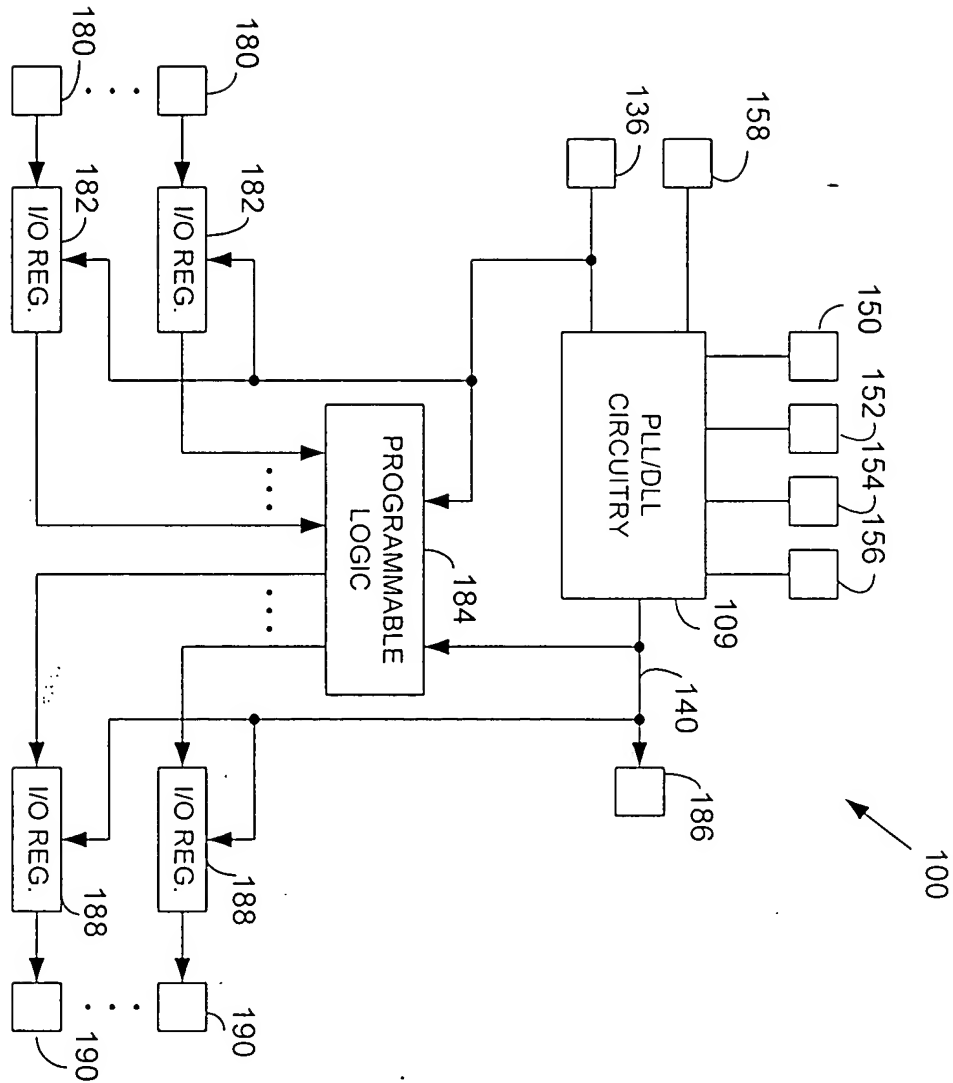 100
150
152
154
156
158
109
186
140
136
PLL/DLL
CIRCUITRY
184
PROGRAMMABLE
LOGIC
180
182
188
190
I/O REG.
I/O REG.
180
182
188
190
I/O REG.
I/O REG.